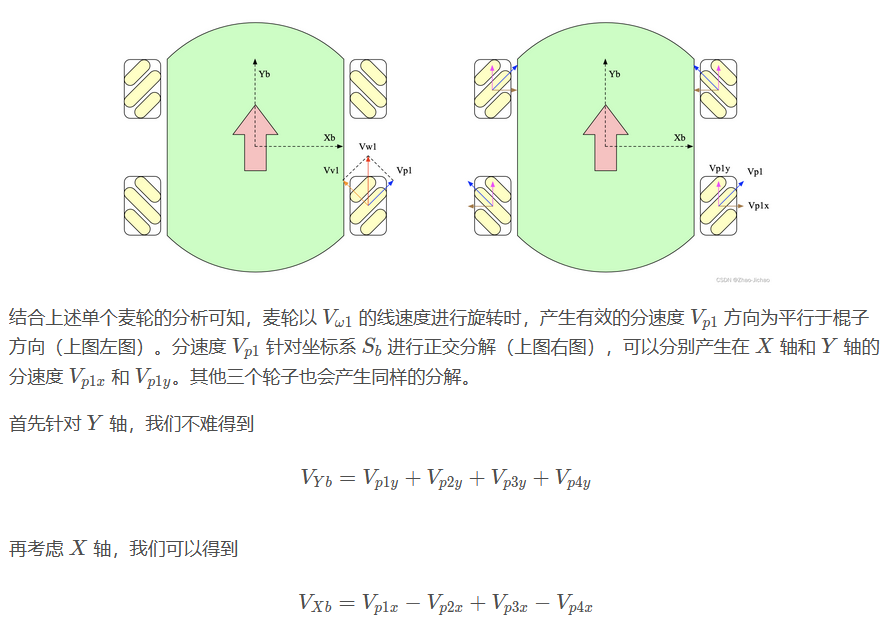 Yb
Xb
Vw1
Vv1
Vp1
Yb
Xb
Vp1y
Vp1
Vp1x
CSDN @Zhao-Jichao
结合上述单个麦轮的分析可知，麦轮以 V_{ω1} 的线速度进行旋转时，产生有效的分速度 V_{p1} 方向为平行于棍子
方向（上图左图）。分速度 V_{p1} 针对坐标系 S_b 进行正交分解（上图右图），可以分别产生在 X 轴和 Y 轴的
分速度 V_{p1x} 和 V_{p1y}。其他三个轮子也会产生同样的分解。
首先针对 Y 轴，我们不难得到
V_{Yb} = V_{p1y} + V_{p2y} + V_{p3y} + V_{p4y}
再考虑 X 轴，我们可以得到
V_{Xb} = V_{p1x} − V_{p2x} + V_{p3x} − V_{p4x}